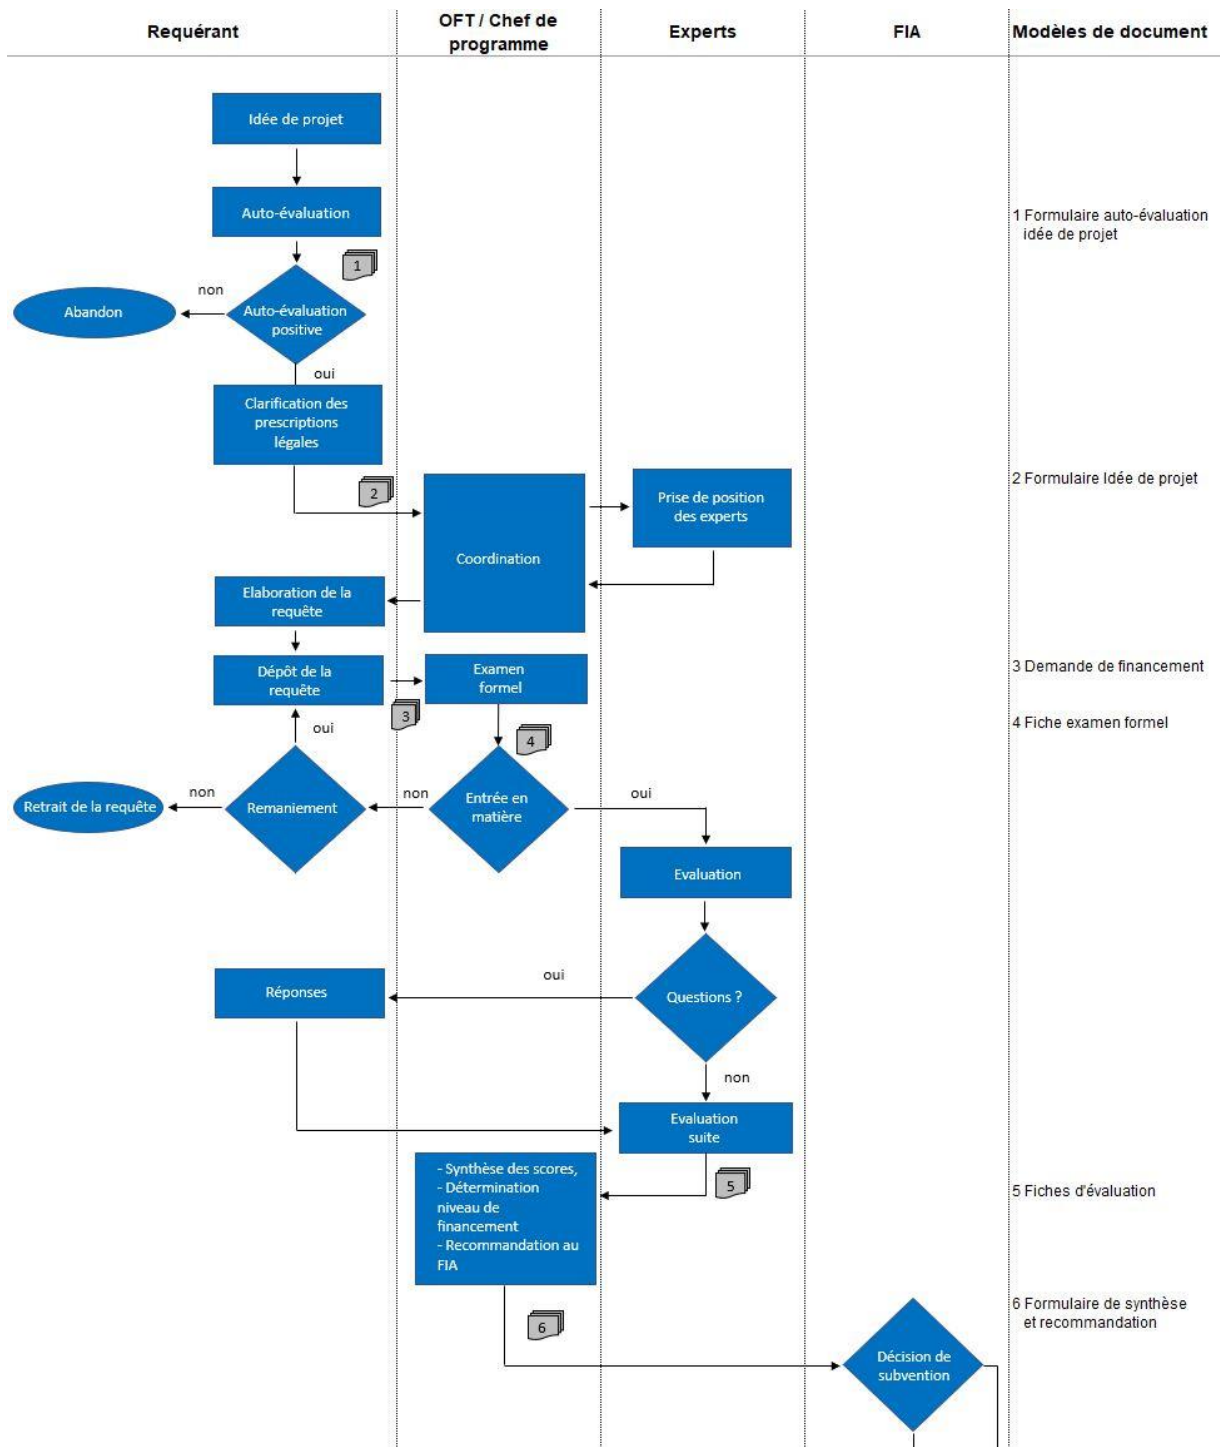 Requérant
OFT / Chef de
programme
Experts
FIA
Modèles de document
Idée de projet
Auto-évaluation
1 Formulaire auto-évaluation
idée de projet
1
non
Abandon
Auto-évaluation
positive
oui
Clarification des
prescriptions
légales
2
2 Formulaire Idée de projet
Prise de position
des experts
Coordination
Elaboration de la
requête
Dépôt de la
requête
Examen
formel
3 Demande de financement
3
4 Fiche examen formel
oui
4
Retrait de la requête
non
Remaniement
non
Entrée en
matière
oui
Evaluation
Réponses
oui
Questions ?
non
Evaluation
suite
- Synthèse des scores,
- Détermination
niveau de
financement
- Recommandation au
FIA
5
5 Fiches d'évaluation
6
6 Formulaire de synthèse
et recommandation
Décision de
subvention